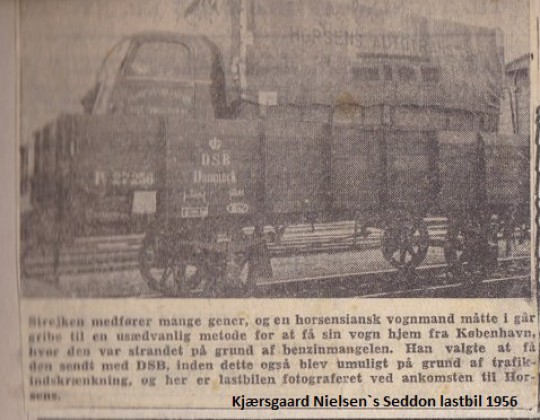 DSB
Danmark
27256
Strejken medfører mange gener, og en horsensiansk vognmand måtte i går
gribe til en usædvanlig metode for at få sin vogn hjem fra København,
hvor den var strandet på grund af benzinmangelen. Han valgte at få
den sendt med DSB, inden dette også blev umuligt på grund af trafik-
indskrænkning, og her er lastbilen fotograferet ved ankomsten til Hor-
sens.
Kjærsgaard Nielsen`s Seddon lastbil 1956